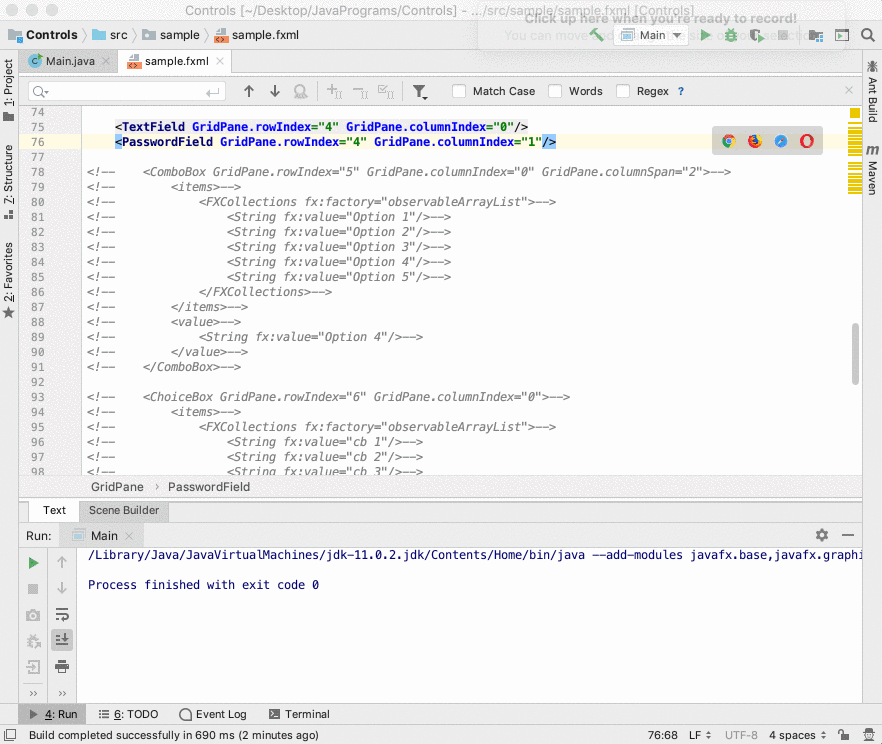 Controls [~/Desktop/JavaPrograms/Controls] - .../src/sample/sample.fxml [Controls]
Click up here when you're ready to record!
Controls src sample sample.fxml
Main
Main.java sample.fxml
Match Case Words Regex ?
1: Project
7: Structure
2: Favorites
Ant Build
m Maven
74
75 <TextField GridPane.rowIndex="4" GridPane.columnIndex="0"/>
76 <PasswordField GridPane.rowIndex="4" GridPane.columnIndex="1"/>
77
78 <!-- <ComboBox GridPane.rowIndex="5" GridPane.columnIndex="0" GridPane.columnSpan="2">-->
79 <!-- <items>-->
80 <!-- <FXCollections fx:factory="observableArrayList">-->
81 <!-- <String fx:value="Option 1"/>-->
82 <!-- <String fx:value="Option 2"/>-->
83 <!-- <String fx:value="Option 3"/>-->
84 <!-- <String fx:value="Option 4"/>-->
85 <!-- <String fx:value="Option 5"/>-->
86 <!-- </FXCollections>-->
87 <!-- </items>-->
88 <!-- <value>-->
89 <!-- <String fx:value="Option 4"/>-->
90 <!-- </value>-->
91 <!-- </ComboBox>-->
92
93 <!-- <ChoiceBox GridPane.rowIndex="6" GridPane.columnIndex="0">-->
94 <!-- <items>-->
95 <!-- <FXCollections fx:factory="observableArrayList">-->
96 <!-- <String fx:value="cb 1"/>-->
97 <!-- <String fx:value="cb 2"/>-->
98 <!-- <String fx:value="cb 3"/>-->
GridPane › PasswordField
Text Scene Builder
Run: Main
/Library/Java/JavaVirtualMachines/jdk-11.0.2.jdk/Contents/Home/bin/java --add-modules javafx.base,javafx.graphi
Process finished with exit code 0
4: Run 6: TODO Event Log Terminal
Build completed successfully in 690 ms (2 minutes ago) 76:68 LF UTF-8 4 spaces